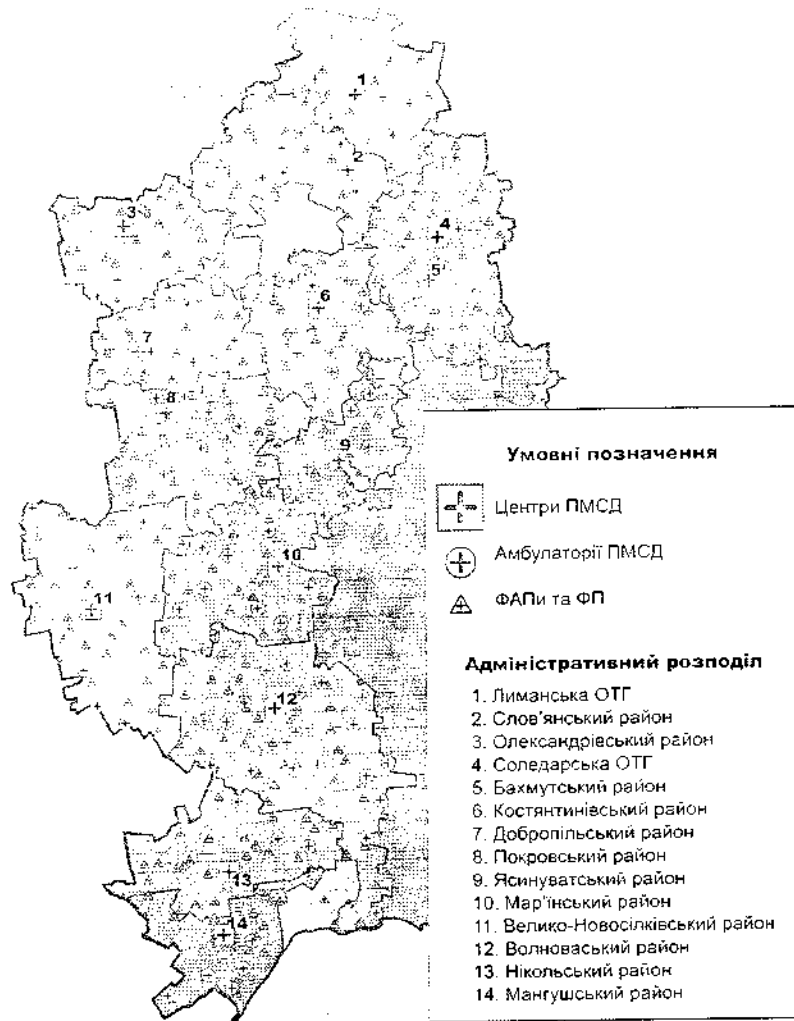 1
2
3
4
5
6
7
8
9
10
11
12
13
14
Умовні позначення
Центри ПМСД
Амбулаторії ПМСД
ФАПи та ФП
Адміністративний розподіл
1. Лиманська ОТГ
2. Слов'янський район
3. Олександрівський район
4. Соледарська ОТГ
5. Бахмутський район
6. Костянтинівський район
7. Добропільський район
8. Покровський район
9. Ясинуватський район
10. Мар'їнський район
11. Велико-Новосілківський район
12. Волноваський район
13. Нікольський район
14. Мангушський район